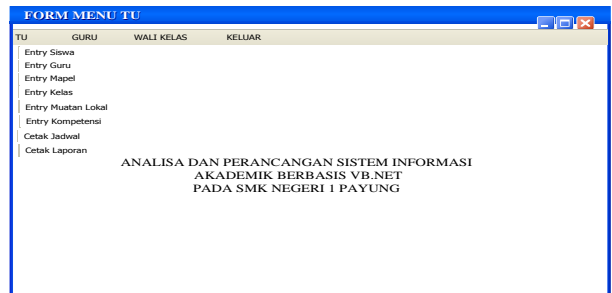 FORM MENU TU
TU GURU WALI KELAS KELUAR
Entry Siswa
Entry Guru
Entry Mapel
Entry Kelas
Entry Muatan Lokal
Entry Kompetensi
Cetak Jadwal
Cetak Laporan
ANALISA DAN PERANCANGAN SISTEM INFORMASI
AKADEMIK BERBASIS VB.NET
PADA SMK NEGERI 1 PAYUNG